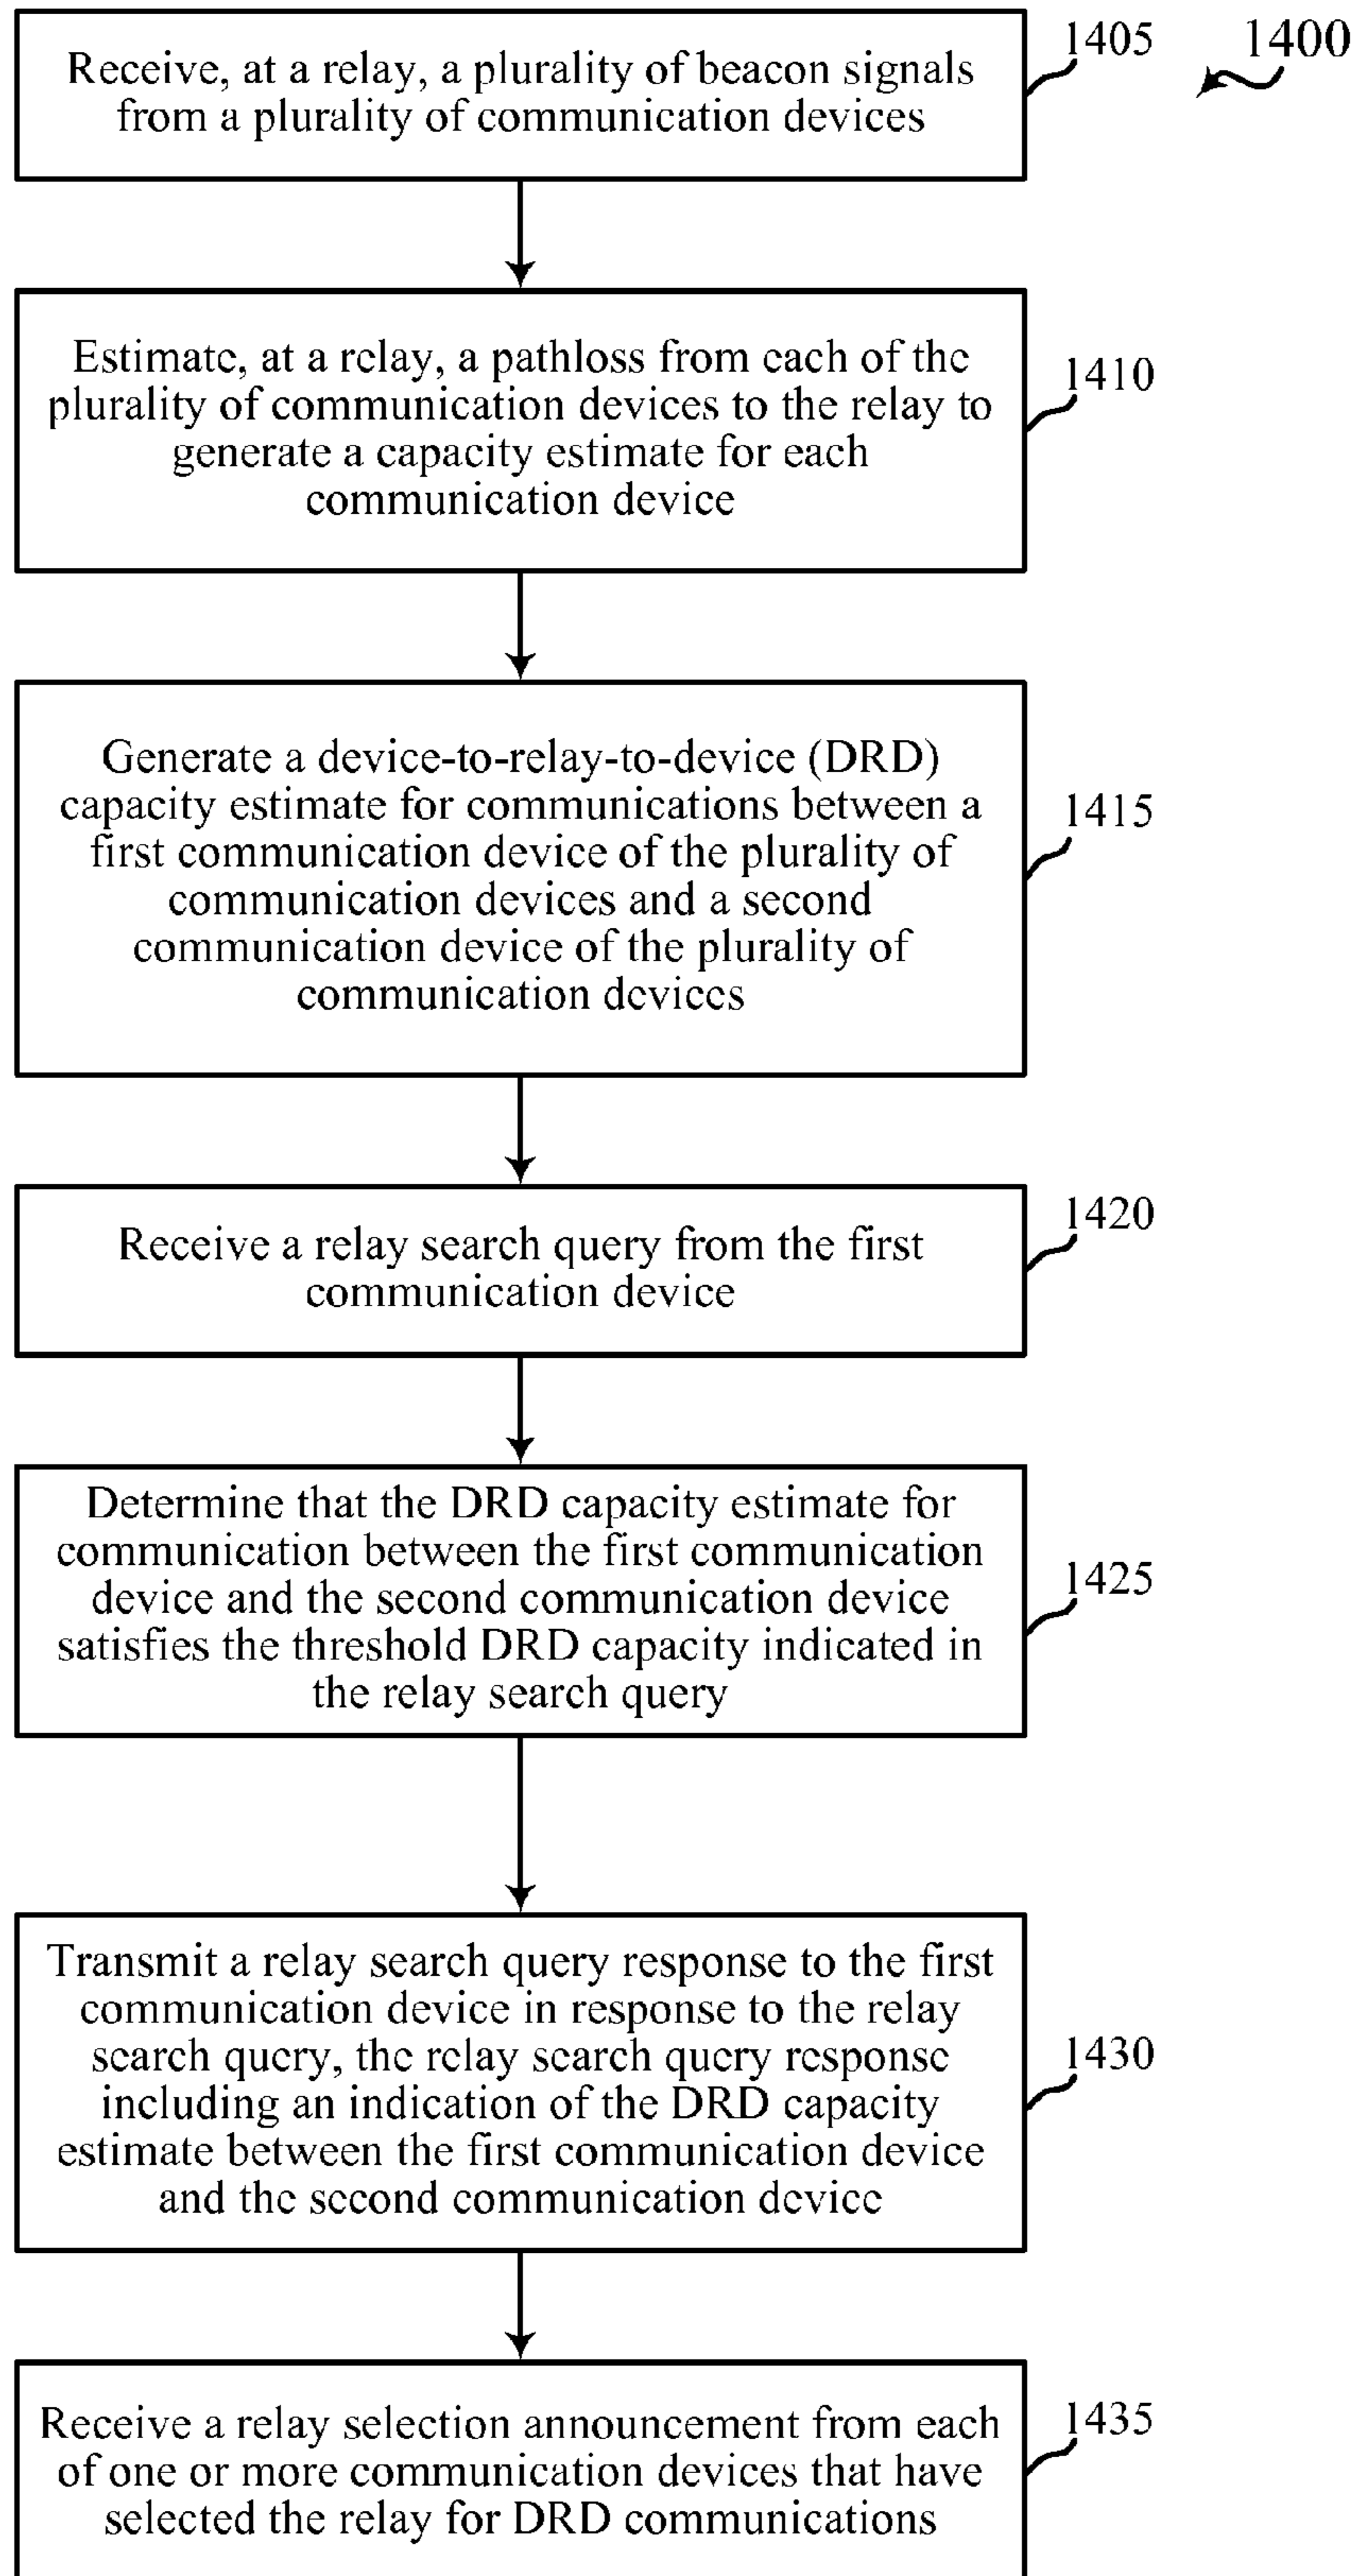 1400
Receive, at a relay, a plurality of beacon signals
from a plurality of communication devices
1405
Estimate, at a relay, a pathloss from each of the
plurality of communication devices to the relay to
generate a capacity estimate for each
communication device
1410
Generate a device-to-relay-to-device (DRD)
capacity estimate for communications between a
first communication device of the plurality of
communication devices and a second
communication device of the plurality of
communication devices
1415
Receive a relay search query from the first
communication device
1420
Determine that the DRD capacity estimate for
communication between the first communication
device and the second communication device
satisfies the threshold DRD capacity indicated in
the relay search query
1425
Transmit a relay search query response to the first
communication device in response to the relay
search query, the relay search query response
including an indication of the DRD capacity
estimate between the first communication device
and the second communication device
1430
Receive a relay selection announcement from each
of one or more communication devices that have
selected the relay for DRD communications
1435